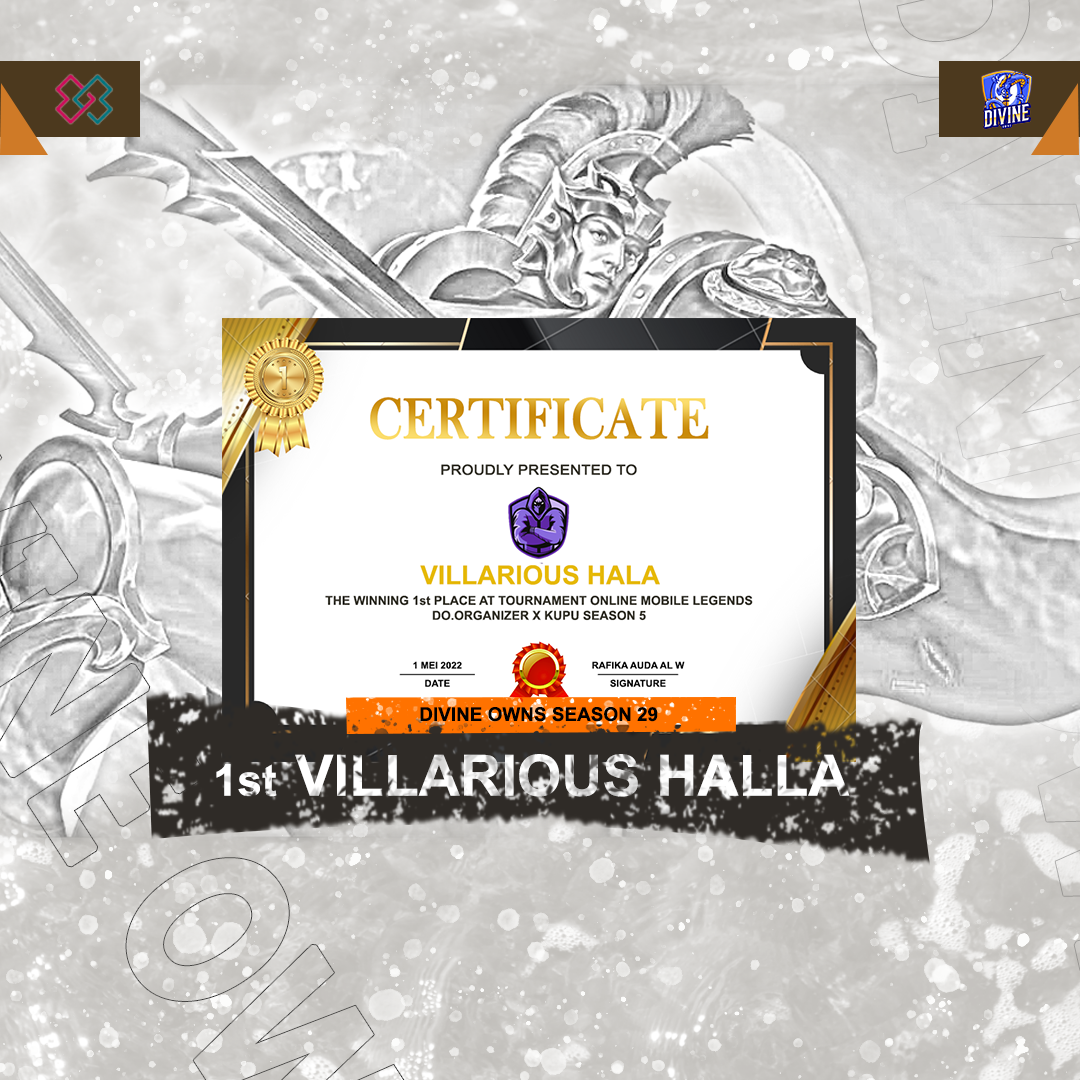 DIVINE
1
CERTIFICATE
PROUDLY PRESENTED TO
VILLARIOUS HALA
THE WINNING 1st PLACE AT TOURNAMENT ONLINE MOBILE LEGENDS
DO.ORGANIZER X KUPU SEASON 5
1 MEI 2022
DATE
RAFIKA AUDA AL W
SIGNATURE
DIVINE OWNS SEASON 29
1st VILLARIOUS HALLA